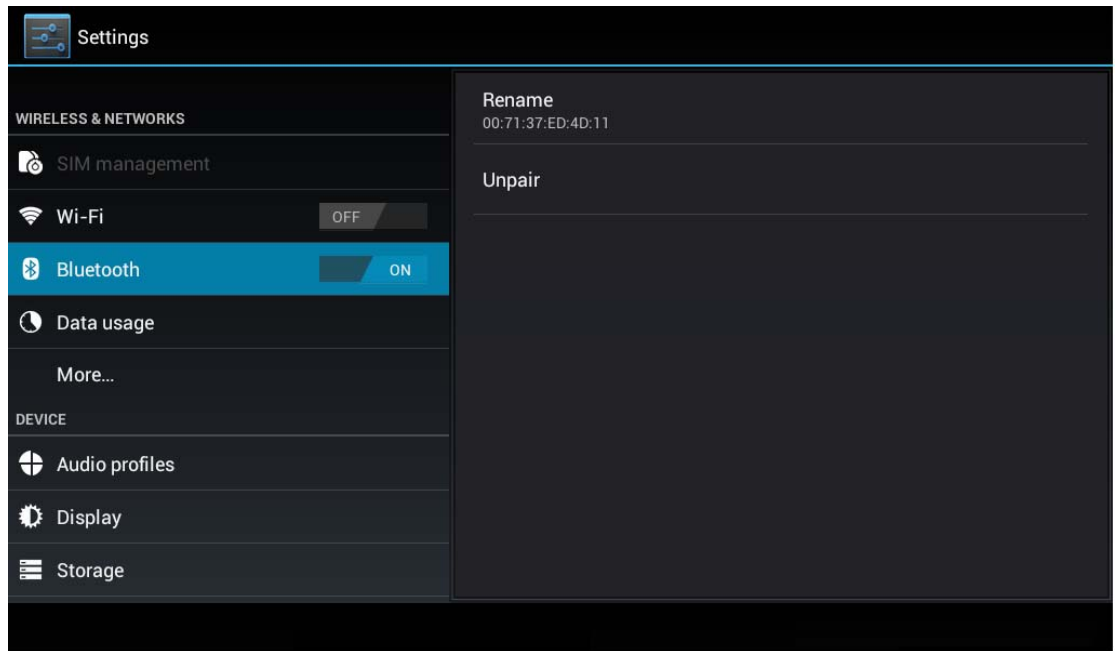 Settings
WIRELESS & NETWORKS
SIM management
Wi-Fi OFF
Bluetooth ON
Data usage
More...
DEVICE
Audio profiles
Display
Storage
Rename
00:71:37:ED:4D:11
Unpair